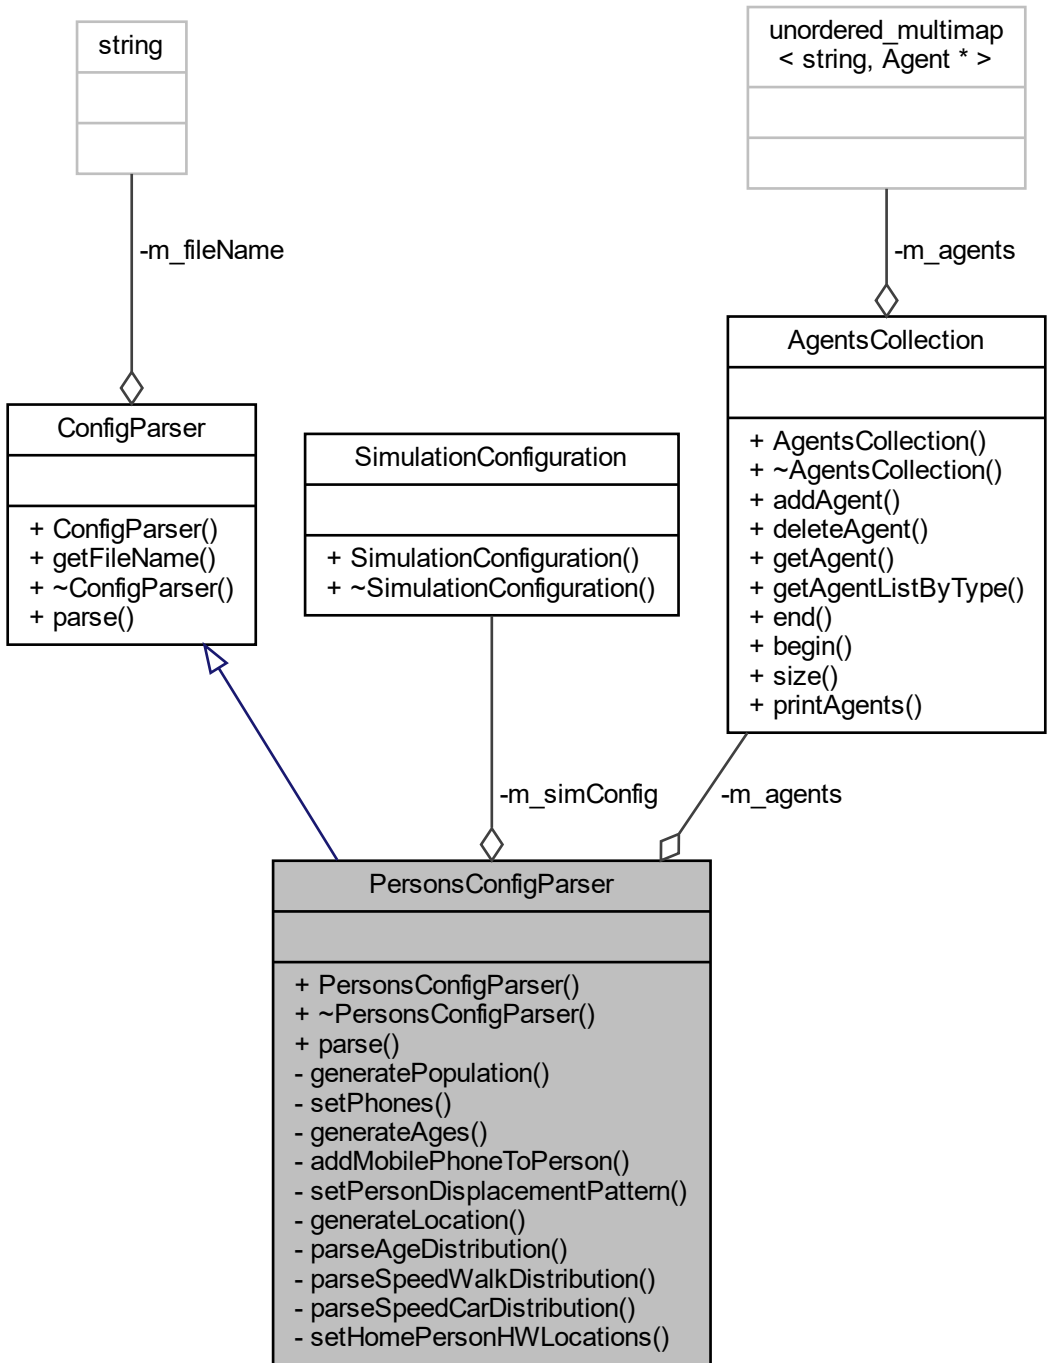 string
unordered_multimap
< string, Agent * >
-m_fileName
-m_agents
AgentsCollection
+ AgentsCollection()
+ ~AgentsCollection()
+ addAgent()
+ deleteAgent()
+ getAgent()
+ getAgentListByType()
+ end()
+ begin()
+ size()
+ printAgents()
ConfigParser
+ ConfigParser()
+ getFileName()
+ ~ConfigParser()
+ parse()
SimulationConfiguration
+ SimulationConfiguration()
+ ~SimulationConfiguration()
-m_simConfig
-m_agents
PersonsConfigParser
+ PersonsConfigParser()
+ ~PersonsConfigParser()
+ parse()
- generatePopulation()
- setPhones()
- generateAges()
- addMobilePhoneToPerson()
- setPersonDisplacementPattern()
- generateLocation()
- parseAgeDistribution()
- parseSpeedWalkDistribution()
- parseSpeedCarDistribution()
- setHomePersonHWLocations()